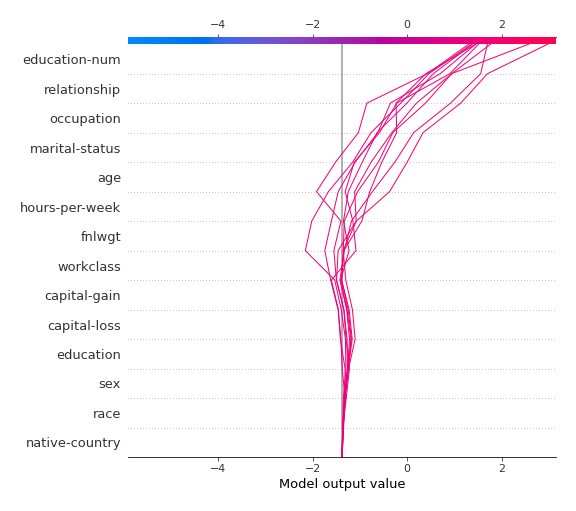 −4 −2 0 2
education-num
relationship
occupation
marital-status
age
hours-per-week
fnlwgt
workclass
capital-gain
capital-loss
education
sex
race
native-country
−4 −2 0 2
Model output value